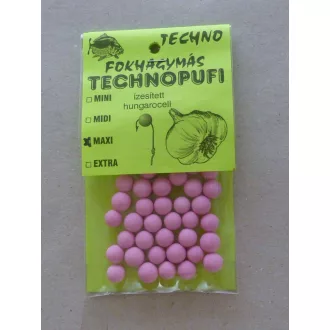 TECHNO
FOKHAGYMÁS
TECHNOPUFI
ízesített
hungarocell
MINI
MIDI
MAXI
EXTRA